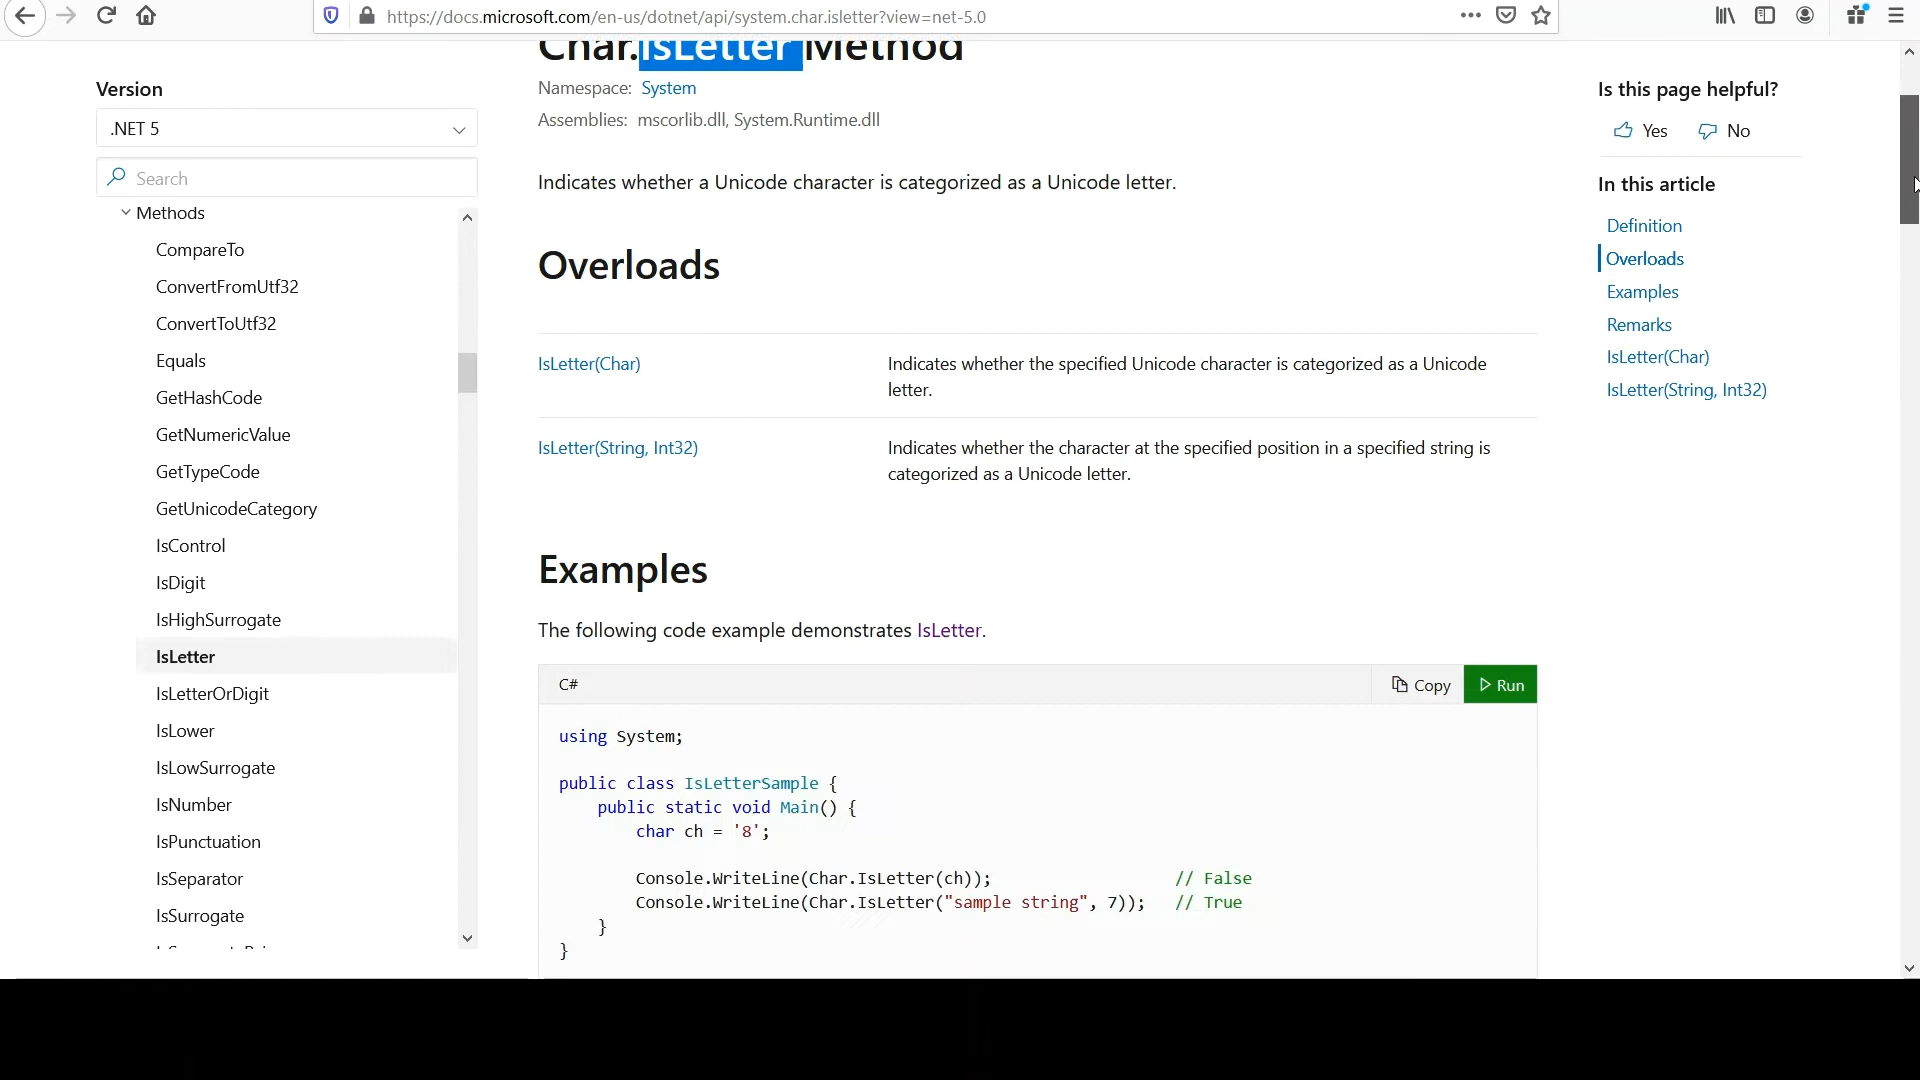 https://docs.microsoft.com/en-us/dotnet/api/system.char.isletter?view=net-5.0
Char.IsLetter Method
Version
.NET 5
Search
Methods
CompareTo
ConvertFromUtf32
ConvertToUtf32
Equals
GetHashCode
GetNumericValue
GetTypeCode
GetUnicodeCategory
IsControl
IsDigit
IsHighSurrogate
IsLetter
IsLetterOrDigit
IsLower
IsLowSurrogate
IsNumber
IsPunctuation
IsSeparator
IsSurrogate
Namespace: System
Assemblies: mscorlib.dll, System.Runtime.dll
Indicates whether a Unicode character is categorized as a Unicode letter.
Overloads
IsLetter(Char)
Indicates whether the specified Unicode character is categorized as a Unicode
letter.
IsLetter(String, Int32)
Indicates whether the character at the specified position in a specified string is
categorized as a Unicode letter.
Examples
The following code example demonstrates IsLetter.
C# Copy Run
using System;
public class IsLetterSample {
public static void Main() {
char ch = '8';
Console.WriteLine(Char.IsLetter(ch)); // False
Console.WriteLine(Char.IsLetter("sample string", 7)); // True
}
}
Is this page helpful?
Yes No
In this article
Definition
Overloads
Examples
Remarks
IsLetter(Char)
IsLetter(String, Int32)